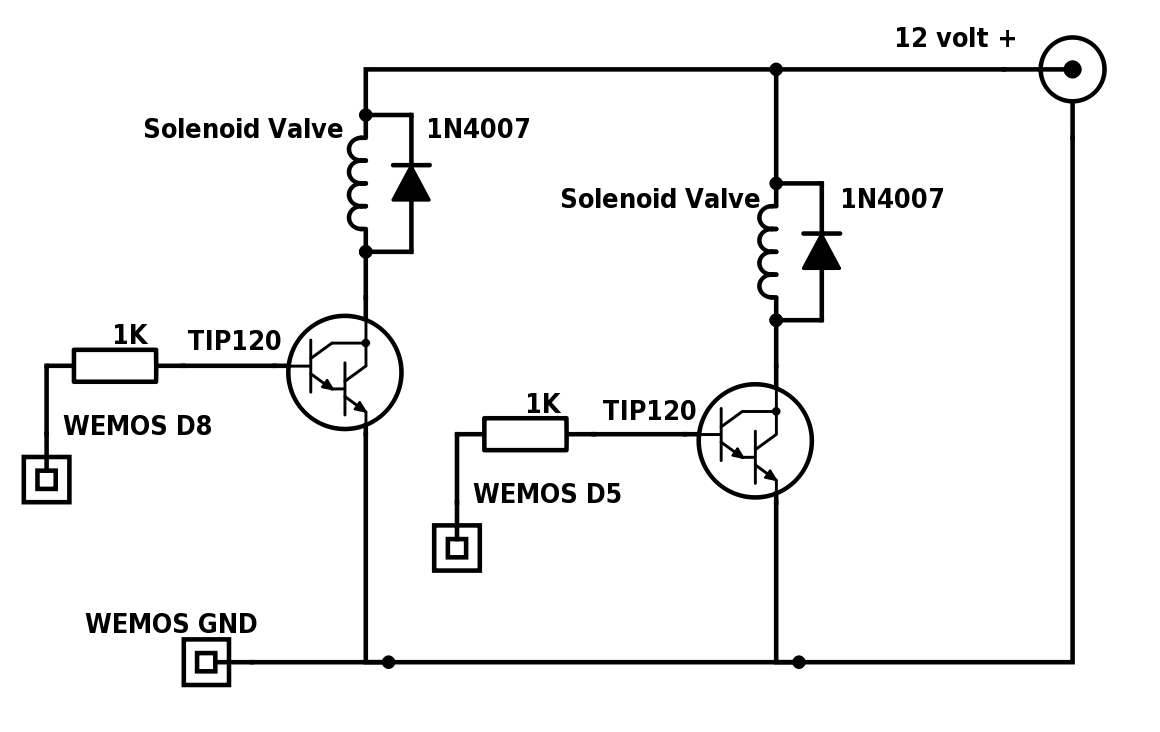 12 volt +
Solenoid Valve
1N4007
Solenoid Valve
1N4007
1K
TIP120
WEMOS D8
1K
TIP120
WEMOS D5
WEMOS GND